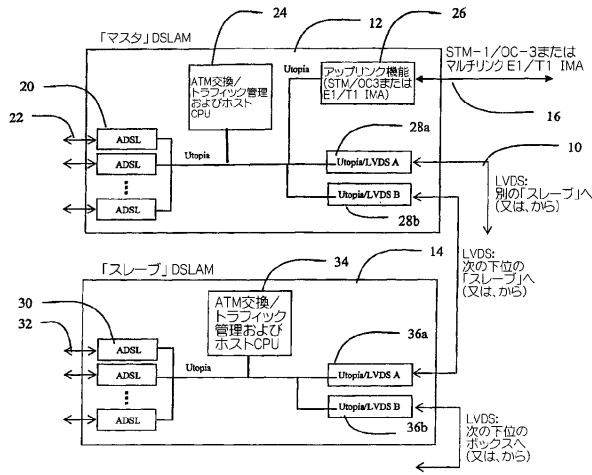 24
12
26
「マスタ」DSLAM
STM-1/OC-3または
マルチリンク E1/T1 IMA
16
20
22
ATM交換/
トラフィック管理
およびホスト
CPU
Utopia
アップリンク機能
(STM/OC3または
E1/T1 IMA)
ADSL
ADSL
ADSL
Utopia
28a
Utopia/LVDS A
Utopia/LVDS B
28b
10
LVDS:
別の「スレーブ」へ
(又は、から)
LVDS:
次の下位の
「スレーブ」へ
(又は、から)
「スレーブ」DSLAM
34
14
30
32
ATM交換/
トラフィック
管理および
ホストCPU
ADSL
ADSL
ADSL
Utopia
36a
Utopia/LVDS A
Utopia/LVDS B
36b
LVDS:
次の下位の
ボックスへ
(又は、から)